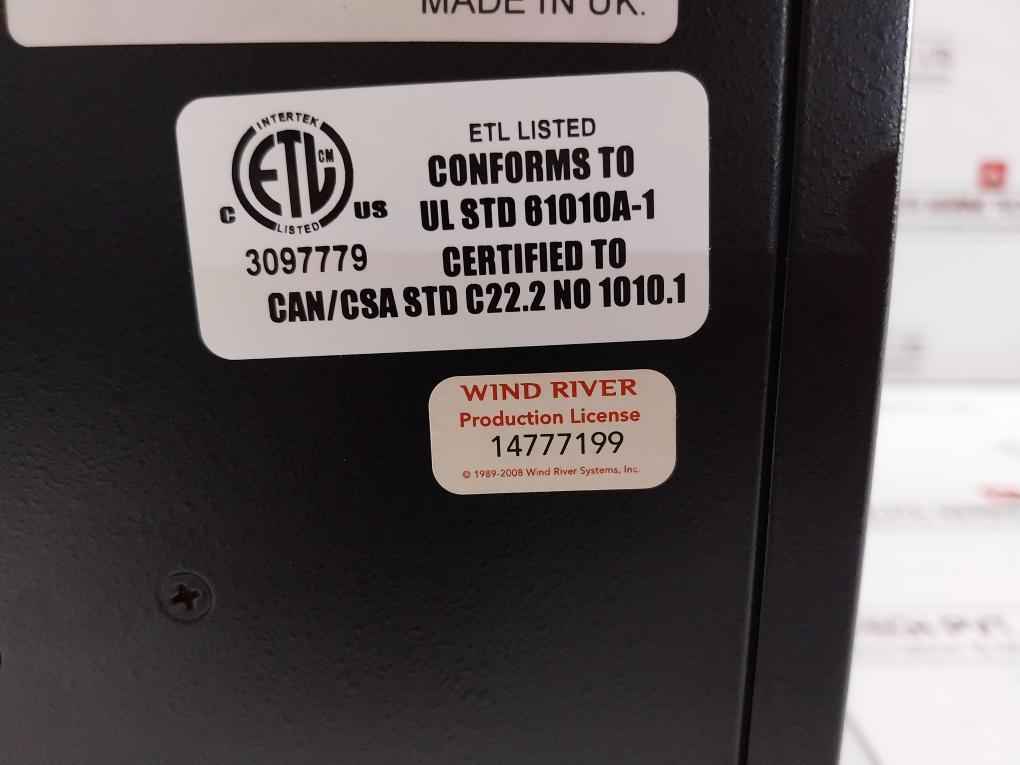 MADE IN UK.
INTERTEK
ETL CM
C US
LISTED
3097779
ETL LISTED
CONFORMS TO
UL STD 61010A-1
CERTIFIED TO
CAN/CSA STD C22.2 NO 1010.1
WIND RIVER
Production License
14777199
© 1989-2008 Wind River Systems, Inc.